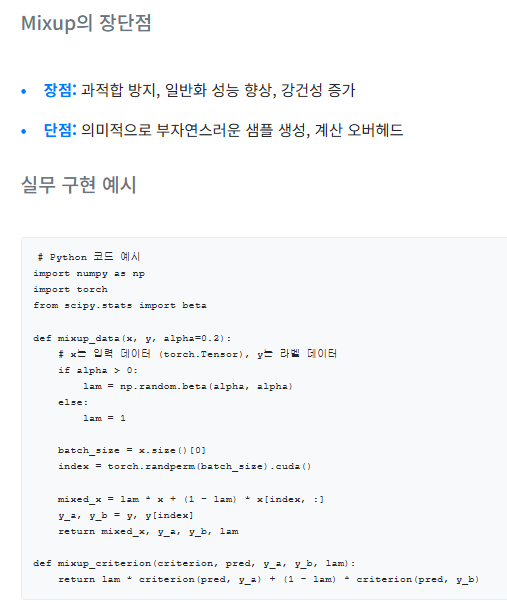 Mixup의 장단점
• 장점: 과적합 방지, 일반화 성능 향상, 강건성 증가
• 단점: 의미적으로 부자연스러운 샘플 생성, 계산 오버헤드
실무 구현 예시
# Python 코드 예시
import numpy as np
import torch
from scipy.stats import beta

def mixup_data(x, y, alpha=0.2):
    # x는 입력 데이터 (torch.Tensor), y는 라벨 데이터
    if alpha > 0:
        lam = np.random.beta(alpha, alpha)
    else:
        lam = 1

    batch_size = x.size()[0]
    index = torch.randperm(batch_size).cuda()

    mixed_x = lam * x + (1 - lam) * x[index, :]
    y_a, y_b = y, y[index]
    return mixed_x, y_a, y_b, lam

def mixup_criterion(criterion, pred, y_a, y_b, lam):
    return lam * criterion(pred, y_a) + (1 - lam) * criterion(pred, y_b)